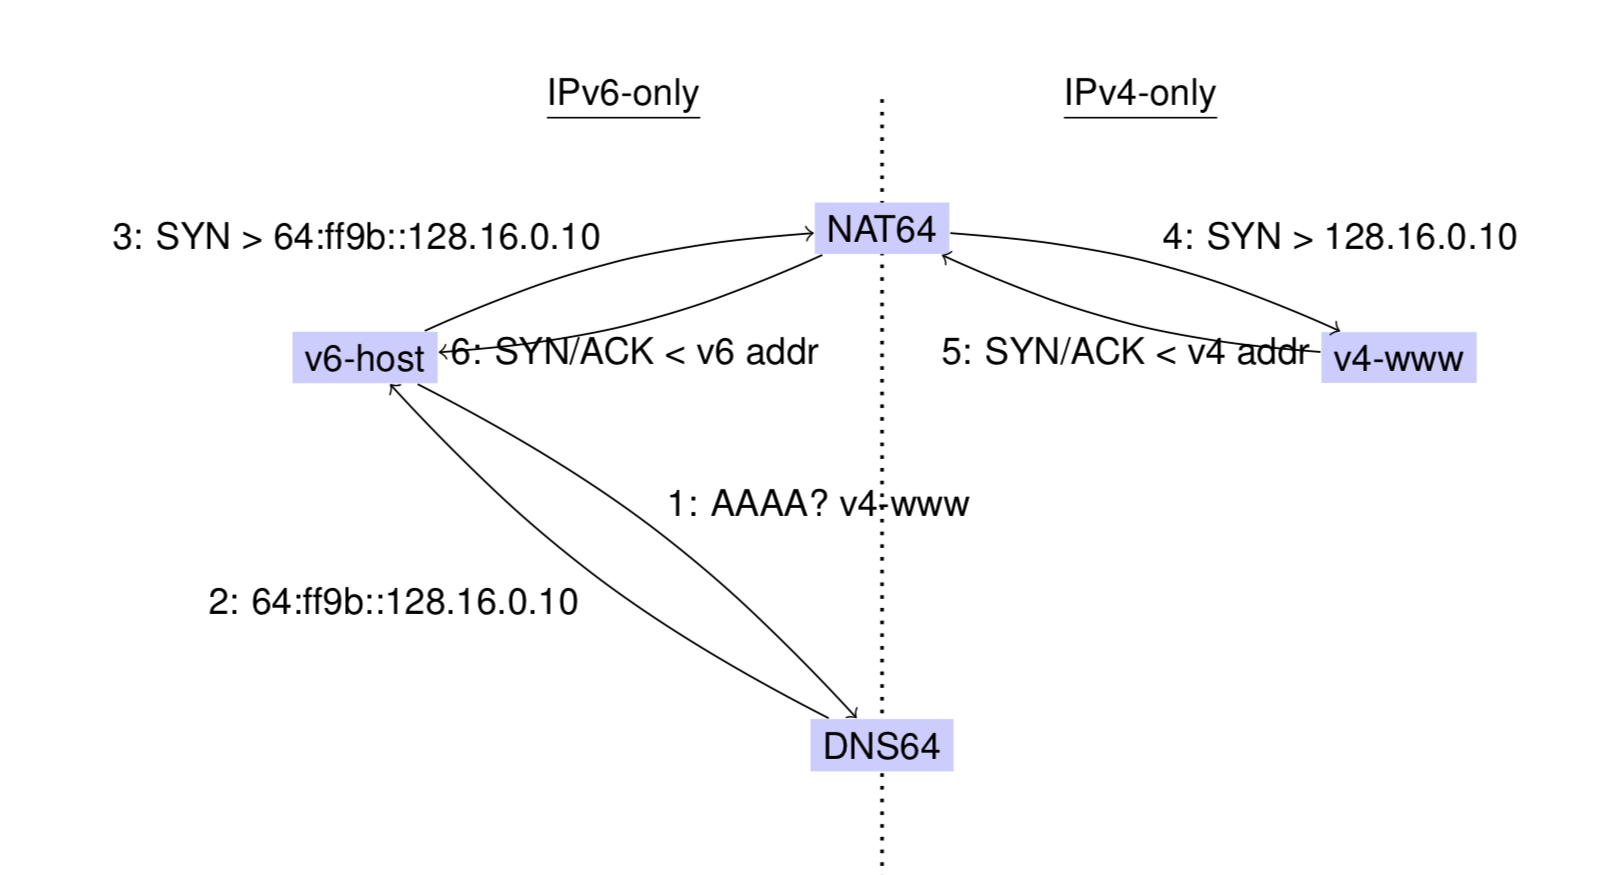 IPv6-only
IPv4-only
NAT64
3: SYN > 64:ff9b::128.16.0.10
4: SYN > 128.16.0.10
v6-host
6: SYN/ACK < v6 addr
5: SYN/ACK < v4 addr
v4-www
1: AAAA? v4-www
2: 64:ff9b::128.16.0.10
DNS64